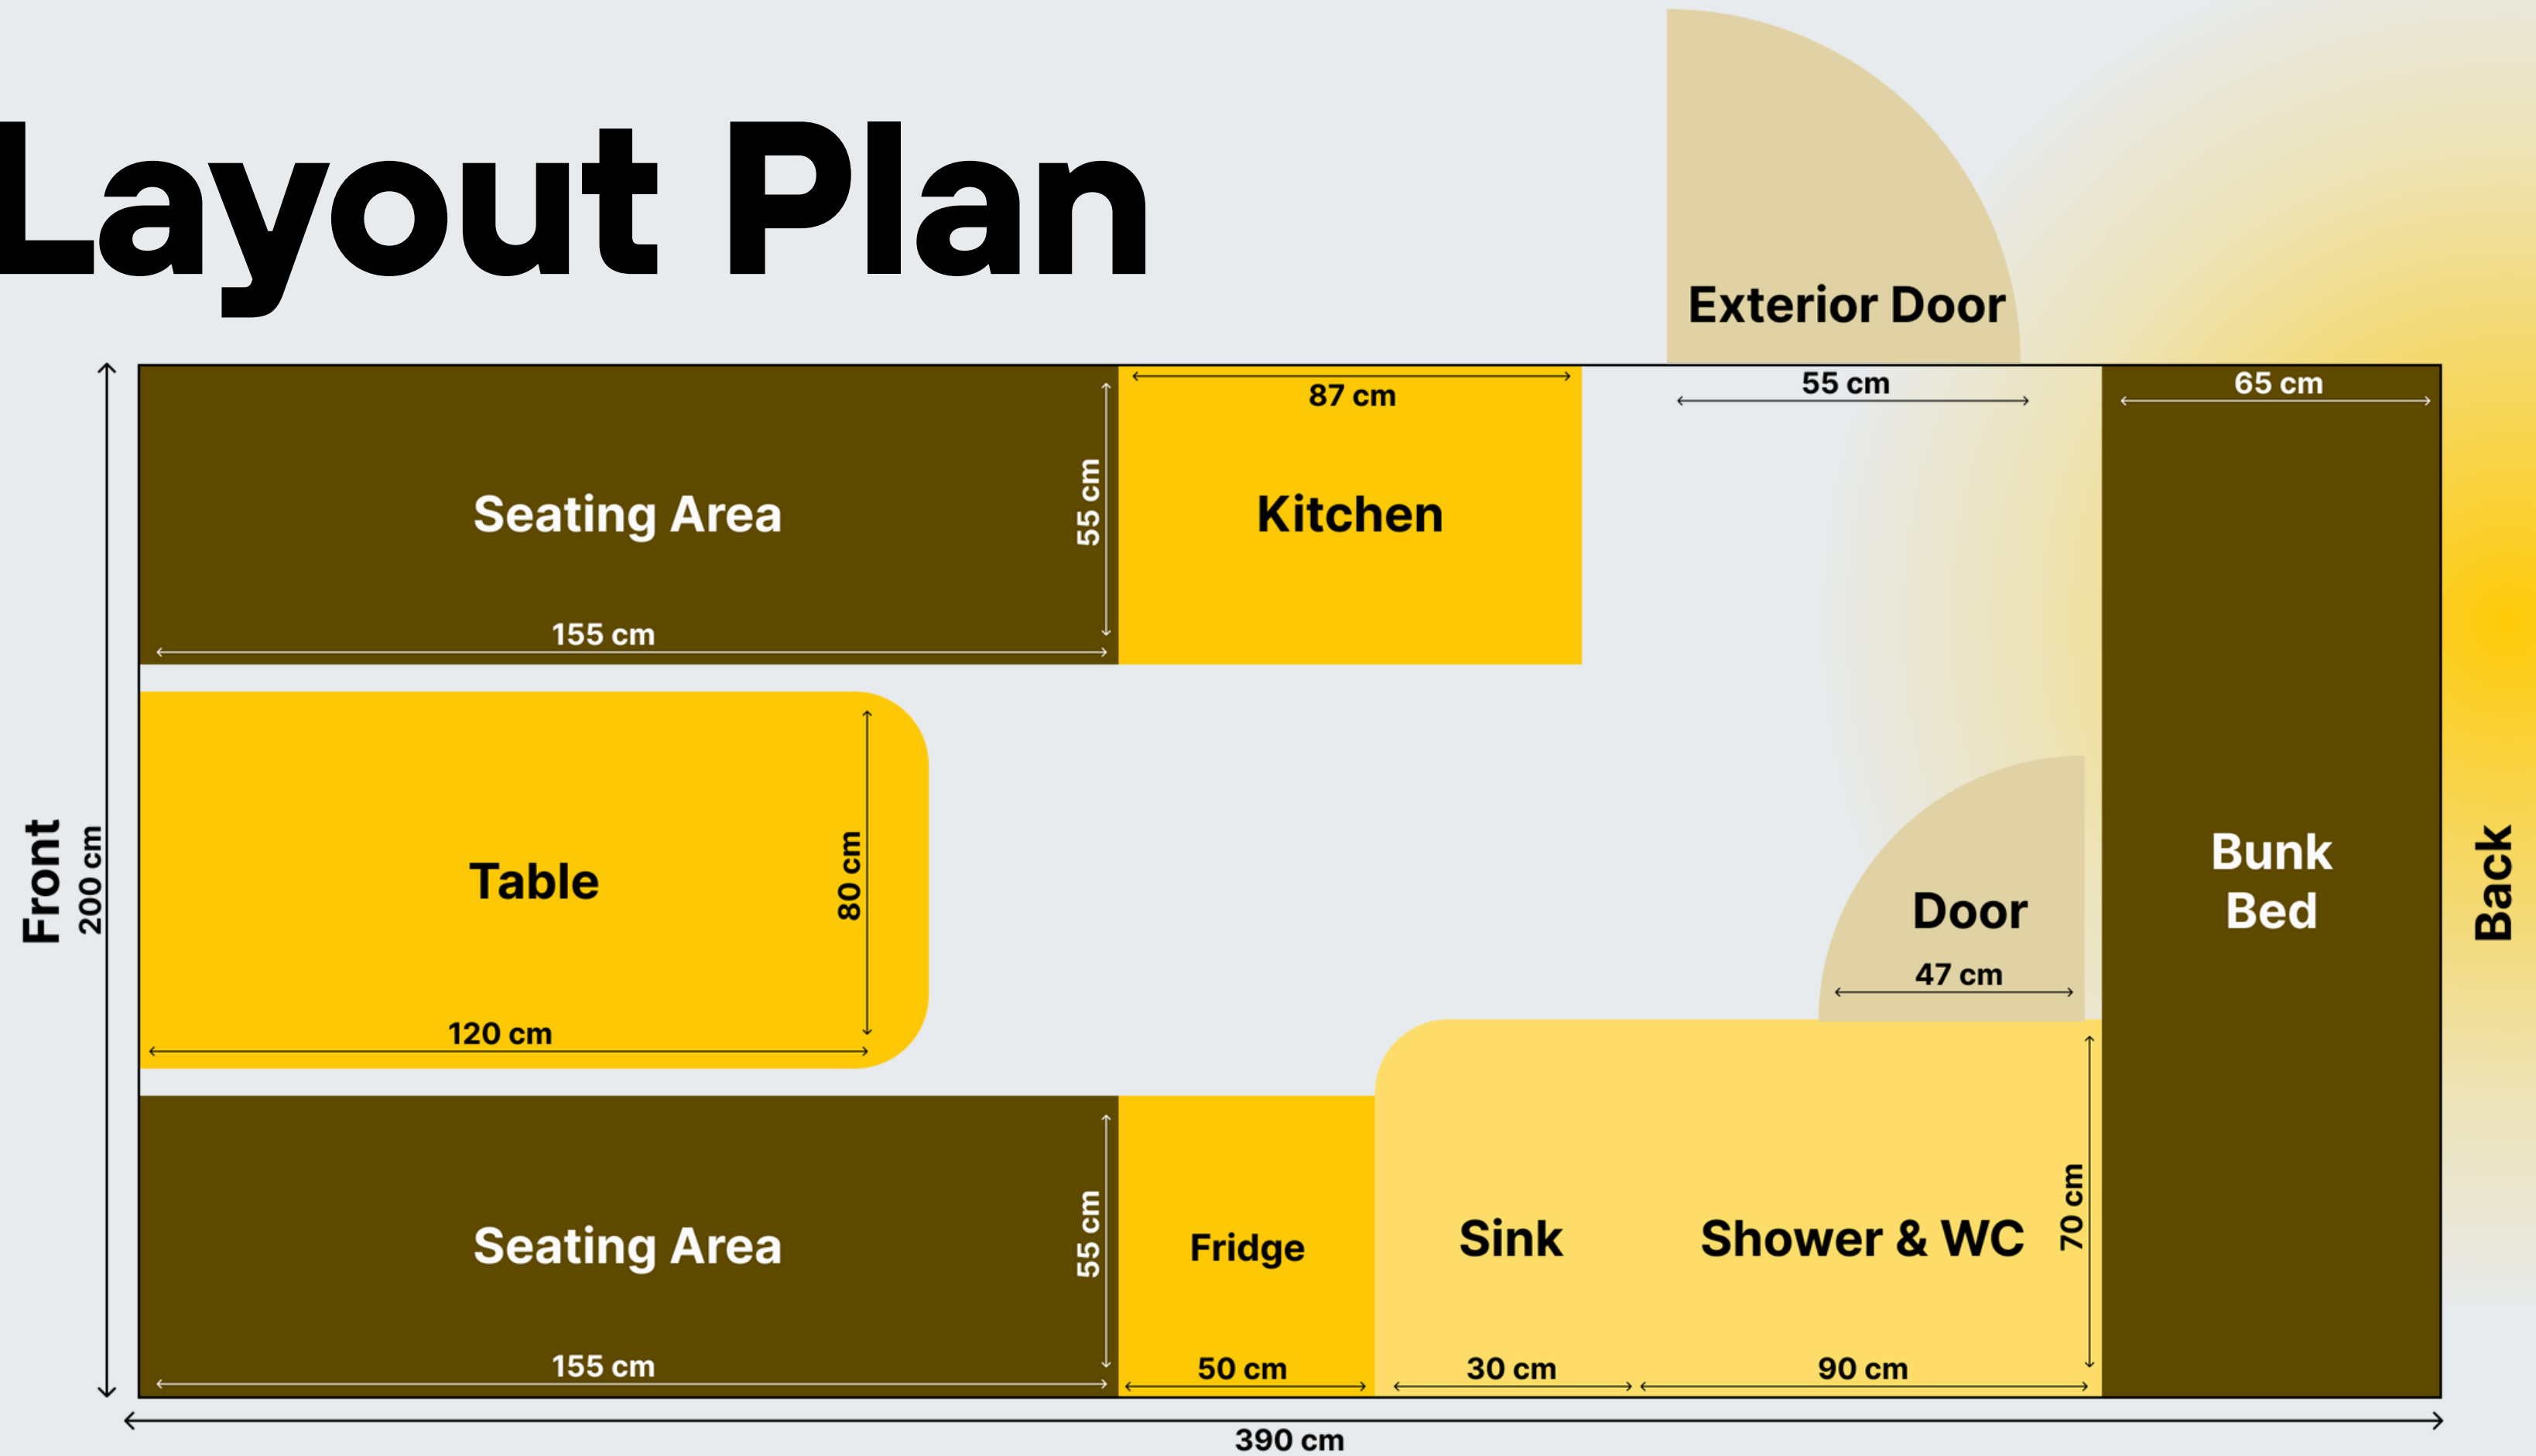 Layout Plan
Exterior Door
55 cm
65 cm
87 cm
Seating Area
55 cm
Kitchen
155 cm
Front
200 cm
Table
80 cm
120 cm
Door
47 cm
Bunk
Bed
Back
Seating Area
55 cm
155 cm
Fridge
50 cm
Sink
30 cm
Shower & WC
70 cm
90 cm
390 cm